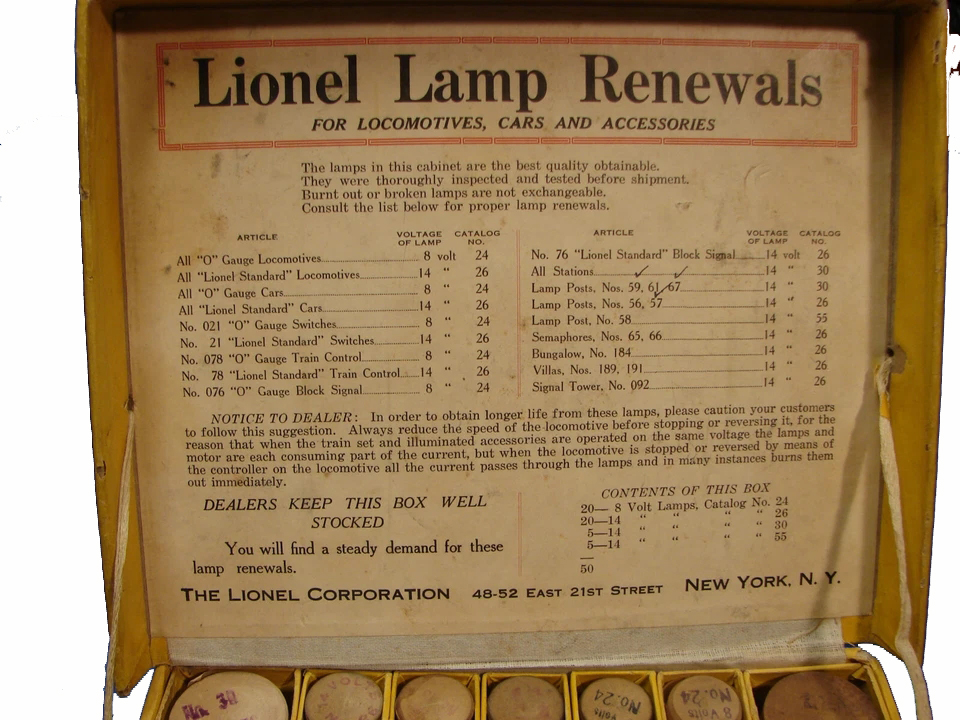 Lionel Lamp Renewals
FOR LOCOMOTIVES, CARS AND ACCESSORIES
The lamps in this cabinet are the best quality obtainable.
They were thoroughly inspected and tested before shipment.
Burnt out or broken lamps are not exchangeable.
Consult the list below for proper lamp renewals.
ARTICLE VOLTAGE OF LAMP CATALOG NO.
All "O" Gauge Locomotives 8 volt 24
All "Lionel Standard" Locomotives 14 " 26
All "O" Gauge Cars 8 " 24
All "Lionel Standard" Cars 14 " 26
No. 021 "O" Gauge Switches 8 " 24
No. 21 "Lionel Standard" Switches 14 " 26
No. 078 "O" Gauge Train Control 8 " 24
No. 78 "Lionel Standard" Train Control 14 " 26
No. 076 "O" Gauge Block Signal 8 " 24
ARTICLE VOLTAGE OF LAMP CATALOG NO.
No. 76 "Lionel Standard" Block Signal 14 volt 26
All Stations 14 " 30
Lamp Posts, Nos. 59, 61, 67 14 " 30
Lamp Posts, Nos. 56, 57 14 " 26
Lamp Post, No. 58 14 " 55
Semaphores, Nos. 65, 66 14 " 26
Bungalow, No. 184 14 " 26
Villas, Nos. 189, 191 14 " 26
Signal Tower, No. 092 14 " 26
NOTICE TO DEALER: In order to obtain longer life from these lamps, please caution your customers
to follow this suggestion. Always reduce the speed of the locomotive before stopping or reversing it, for the
reason that when the train set and illuminated accessories are operated on the same voltage the lamps and
motor are each consuming part of the current, but when the locomotive is stopped or reversed by means of
the controller on the locomotive all the current passes through the lamps and in many instances burns them
out immediately.
DEALERS KEEP THIS BOX WELL
STOCKED
You will find a steady demand for these
lamp renewals.
CONTENTS OF THIS BOX
20— 8 Volt Lamps, Catalog No. 24
20—14 " " " " 26
5—14 " " " " 30
5—14 " " " " 55
50
THE LIONEL CORPORATION 48-52 EAST 21ST STREET NEW YORK, N. Y.
No. 24
Volts
No. 24
8 Volts